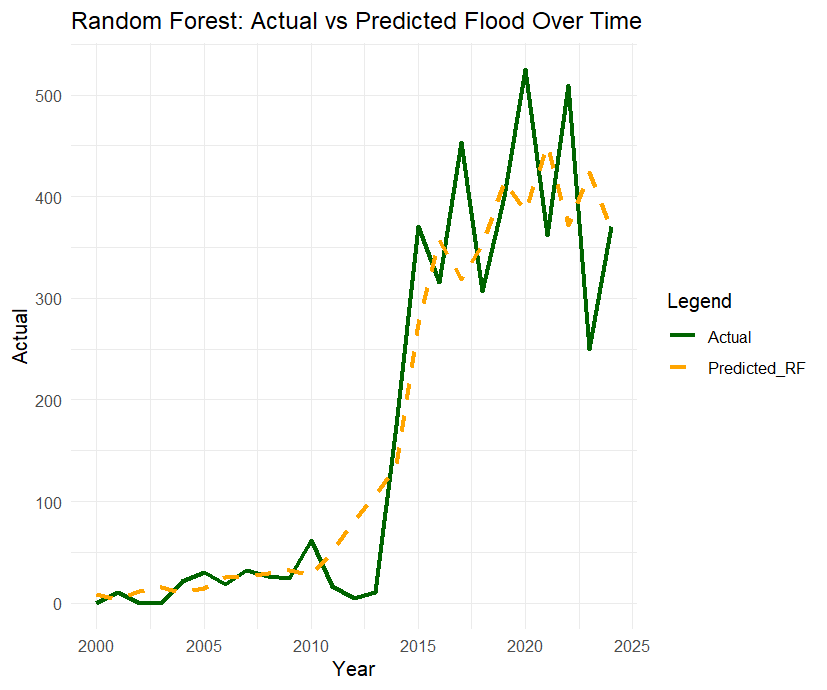 Random Forest: Actual vs Predicted Flood Over Time
Actual
500
400
300
200
100
0
2000 2005 2010 2015 2020 2025
Year
Legend
Actual
Predicted_RF